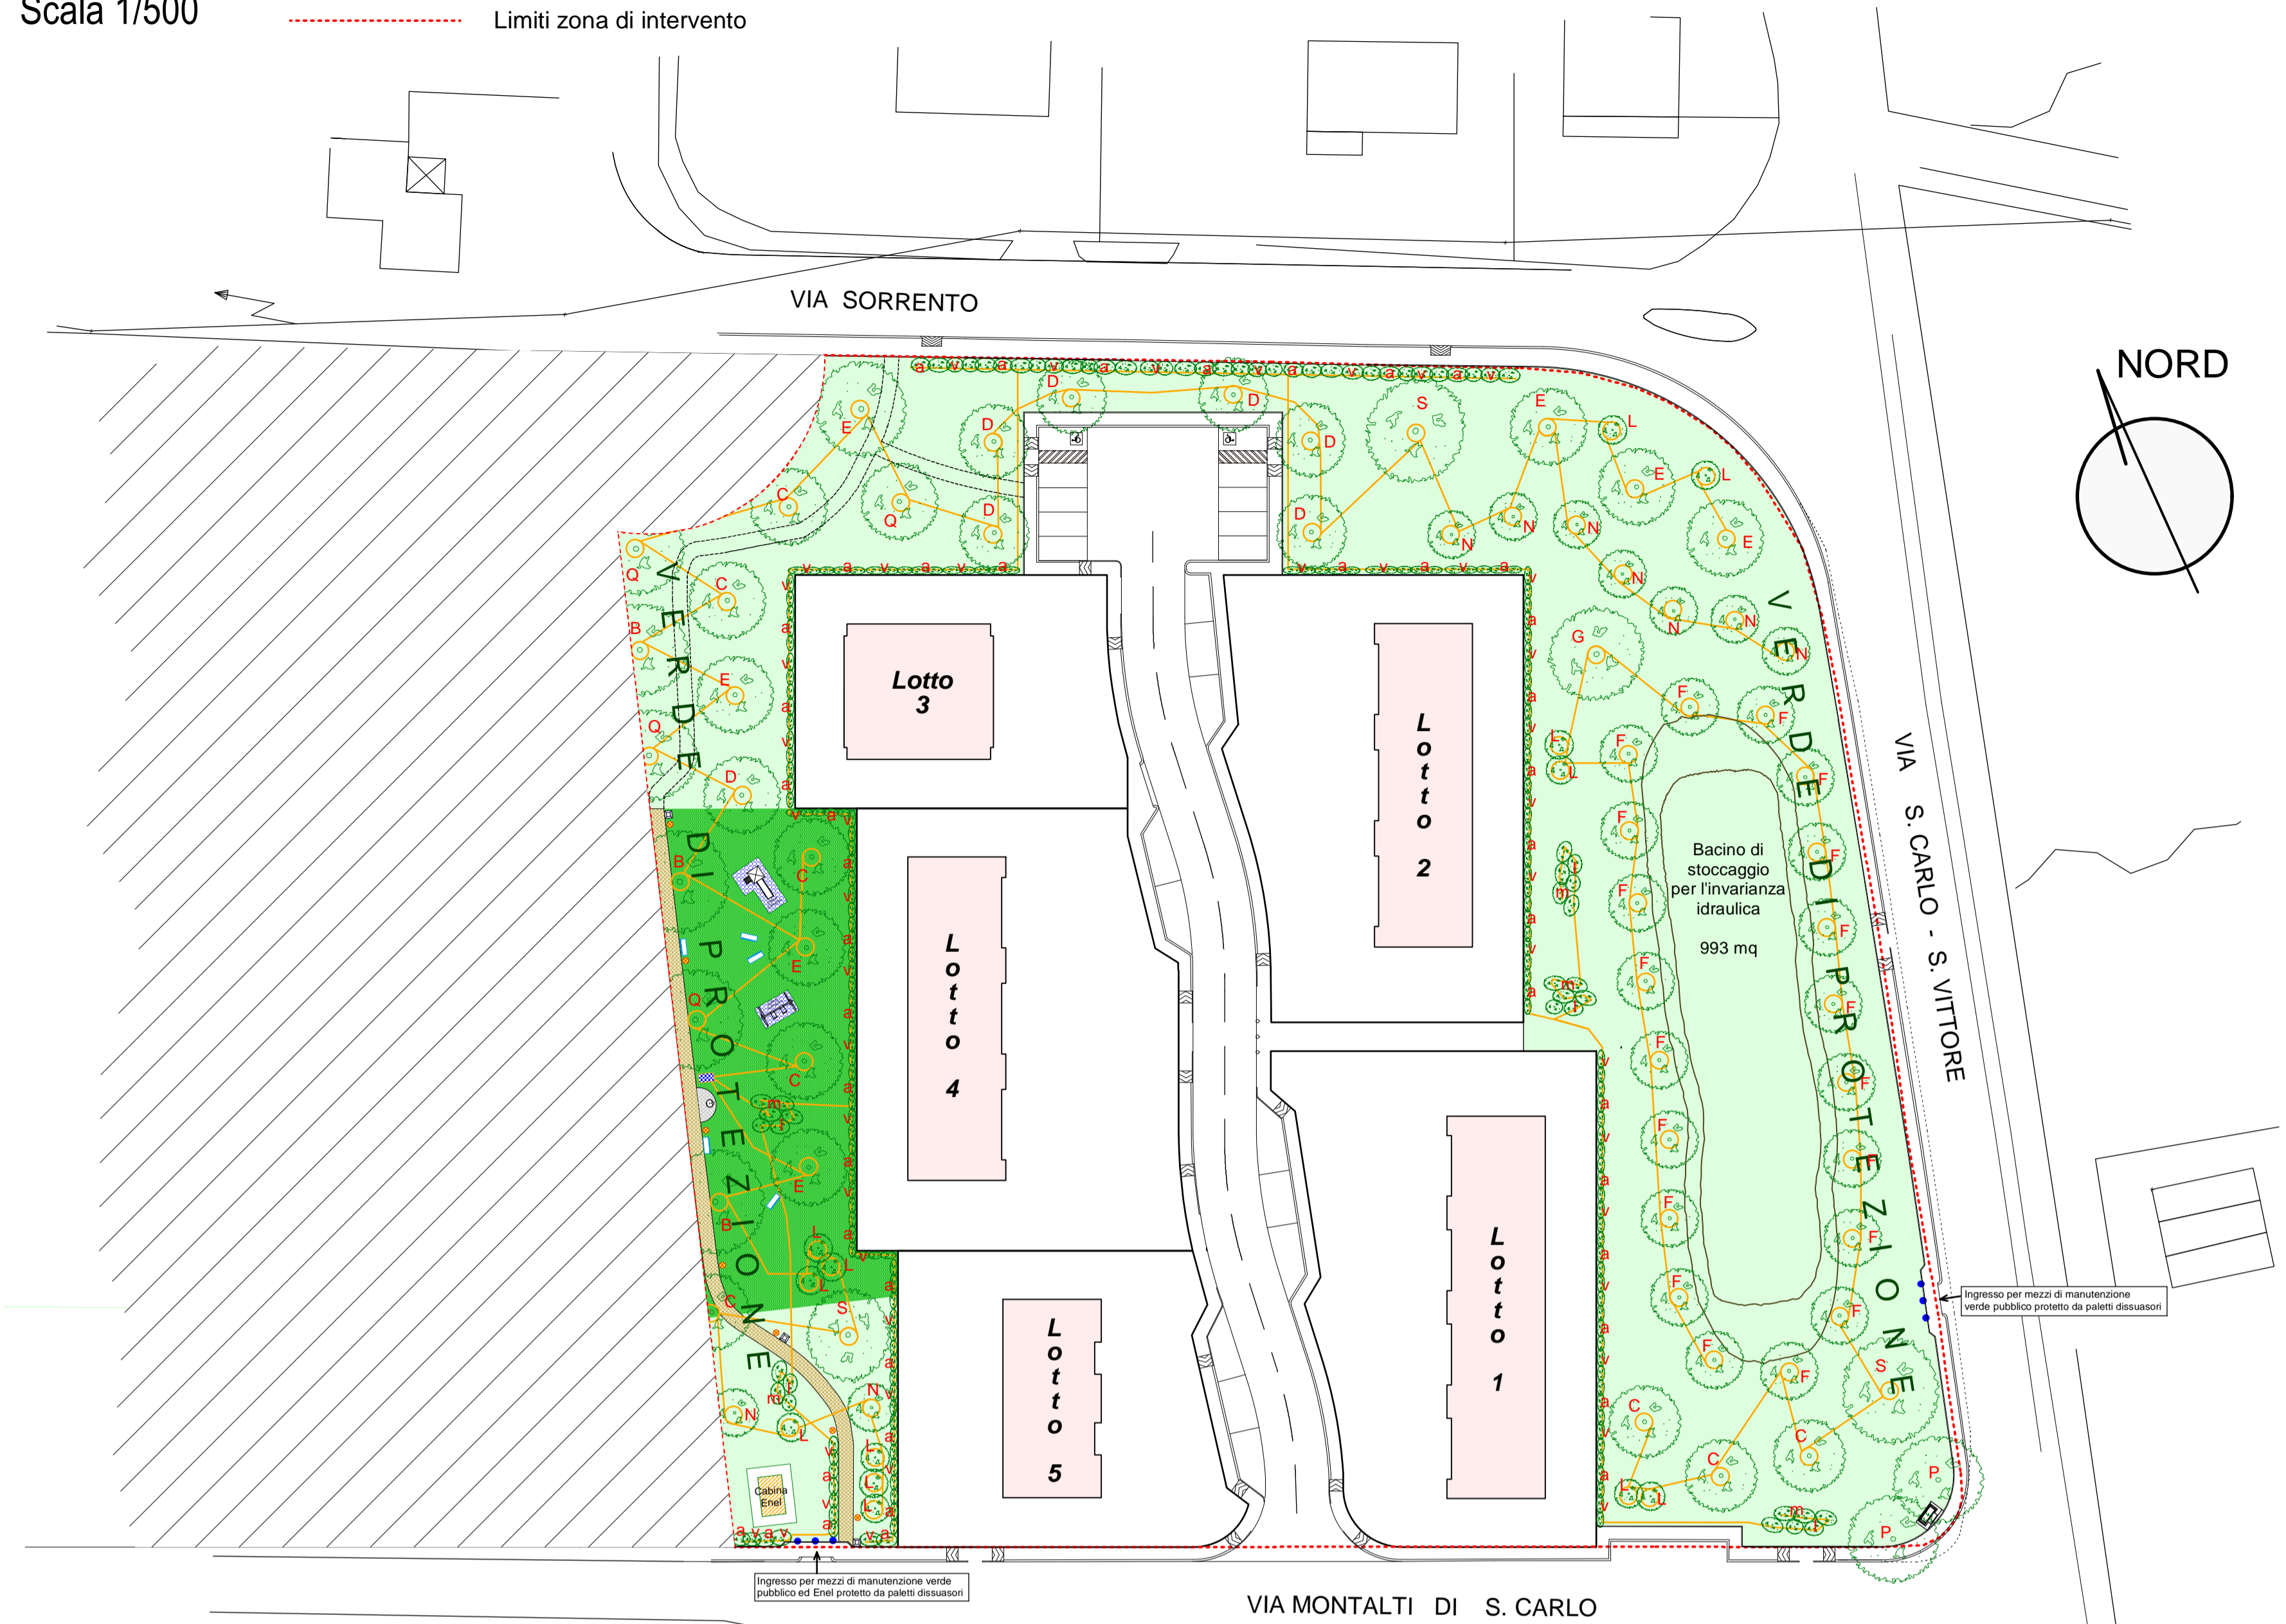 Scala 1/500
Limiti zona di intervento
VIA SORRENTO
NORD
VERDE DI PROTEZIONE
VERDE DI PROTEZIONE
Lotto
3
Lotto 2
Lotto 4
Lotto 1
Lotto 5
Bacino di
stoccaggio
per l'invarianza
idraulica
993 mq
VIA S. CARLO - S. VITTORE
Ingresso per mezzi di manutenzione
verde pubblico protetto da paletti dissuasori
Cabina
Enel
Ingresso per mezzi di manutenzione verde
pubblico ed Enel protetto da paletti dissuasori
VIA MONTALTI DI S. CARLO